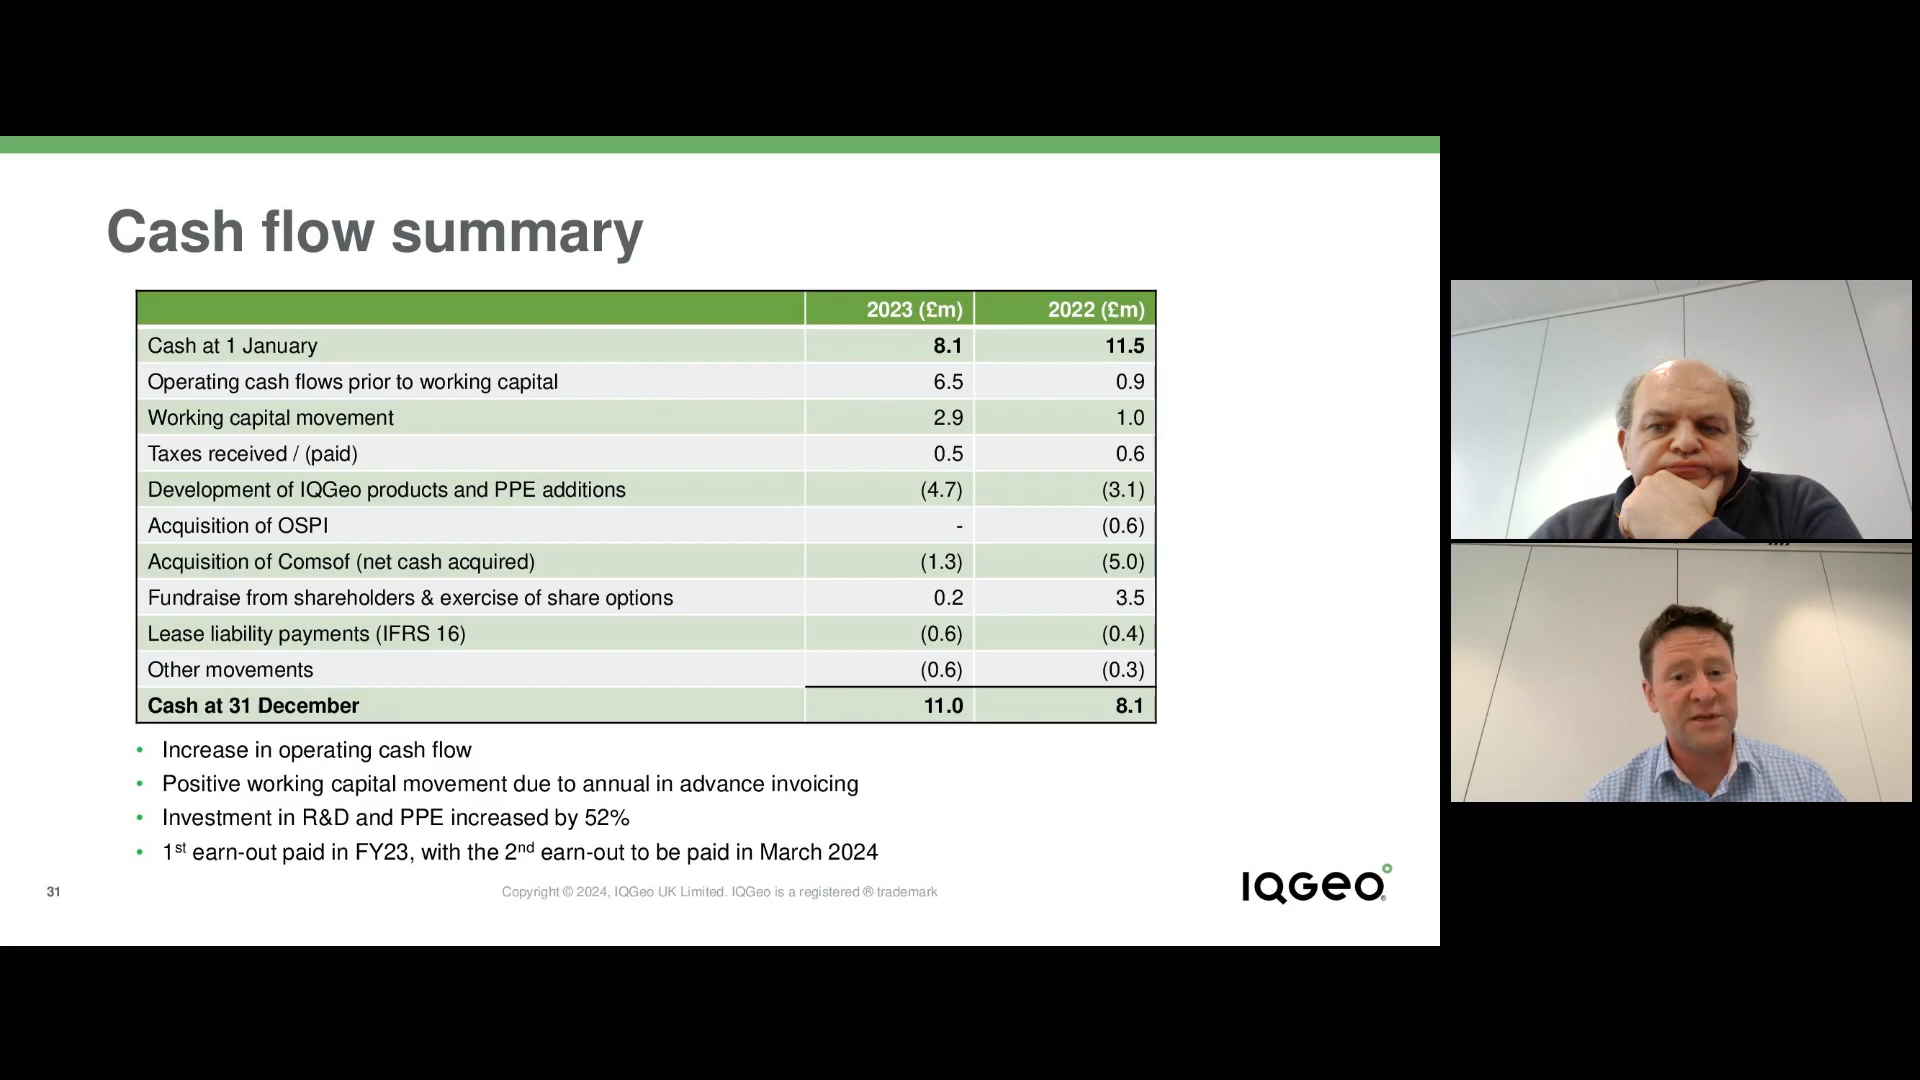 Cash flow summary
2023 (£m) 2022 (£m)
Cash at 1 January 8.1 11.5
Operating cash flows prior to working capital 6.5 0.9
Working capital movement 2.9 1.0
Taxes received / (paid) 0.5 0.6
Development of IQGeo products and PPE additions (4.7) (3.1)
Acquisition of OSPI - (0.6)
Acquisition of Comsof (net cash acquired) (1.3) (5.0)
Fundraise from shareholders & exercise of share options 0.2 3.5
Lease liability payments (IFRS 16) (0.6) (0.4)
Other movements (0.6) (0.3)
Cash at 31 December 11.0 8.1
• Increase in operating cash flow
• Positive working capital movement due to annual in advance invoicing
• Investment in R&D and PPE increased by 52%
• 1st earn-out paid in FY23, with the 2nd earn-out to be paid in March 2024
31
Copyright © 2024, IQGeo UK Limited. IQGeo is a registered ® trademark
IQGeo®